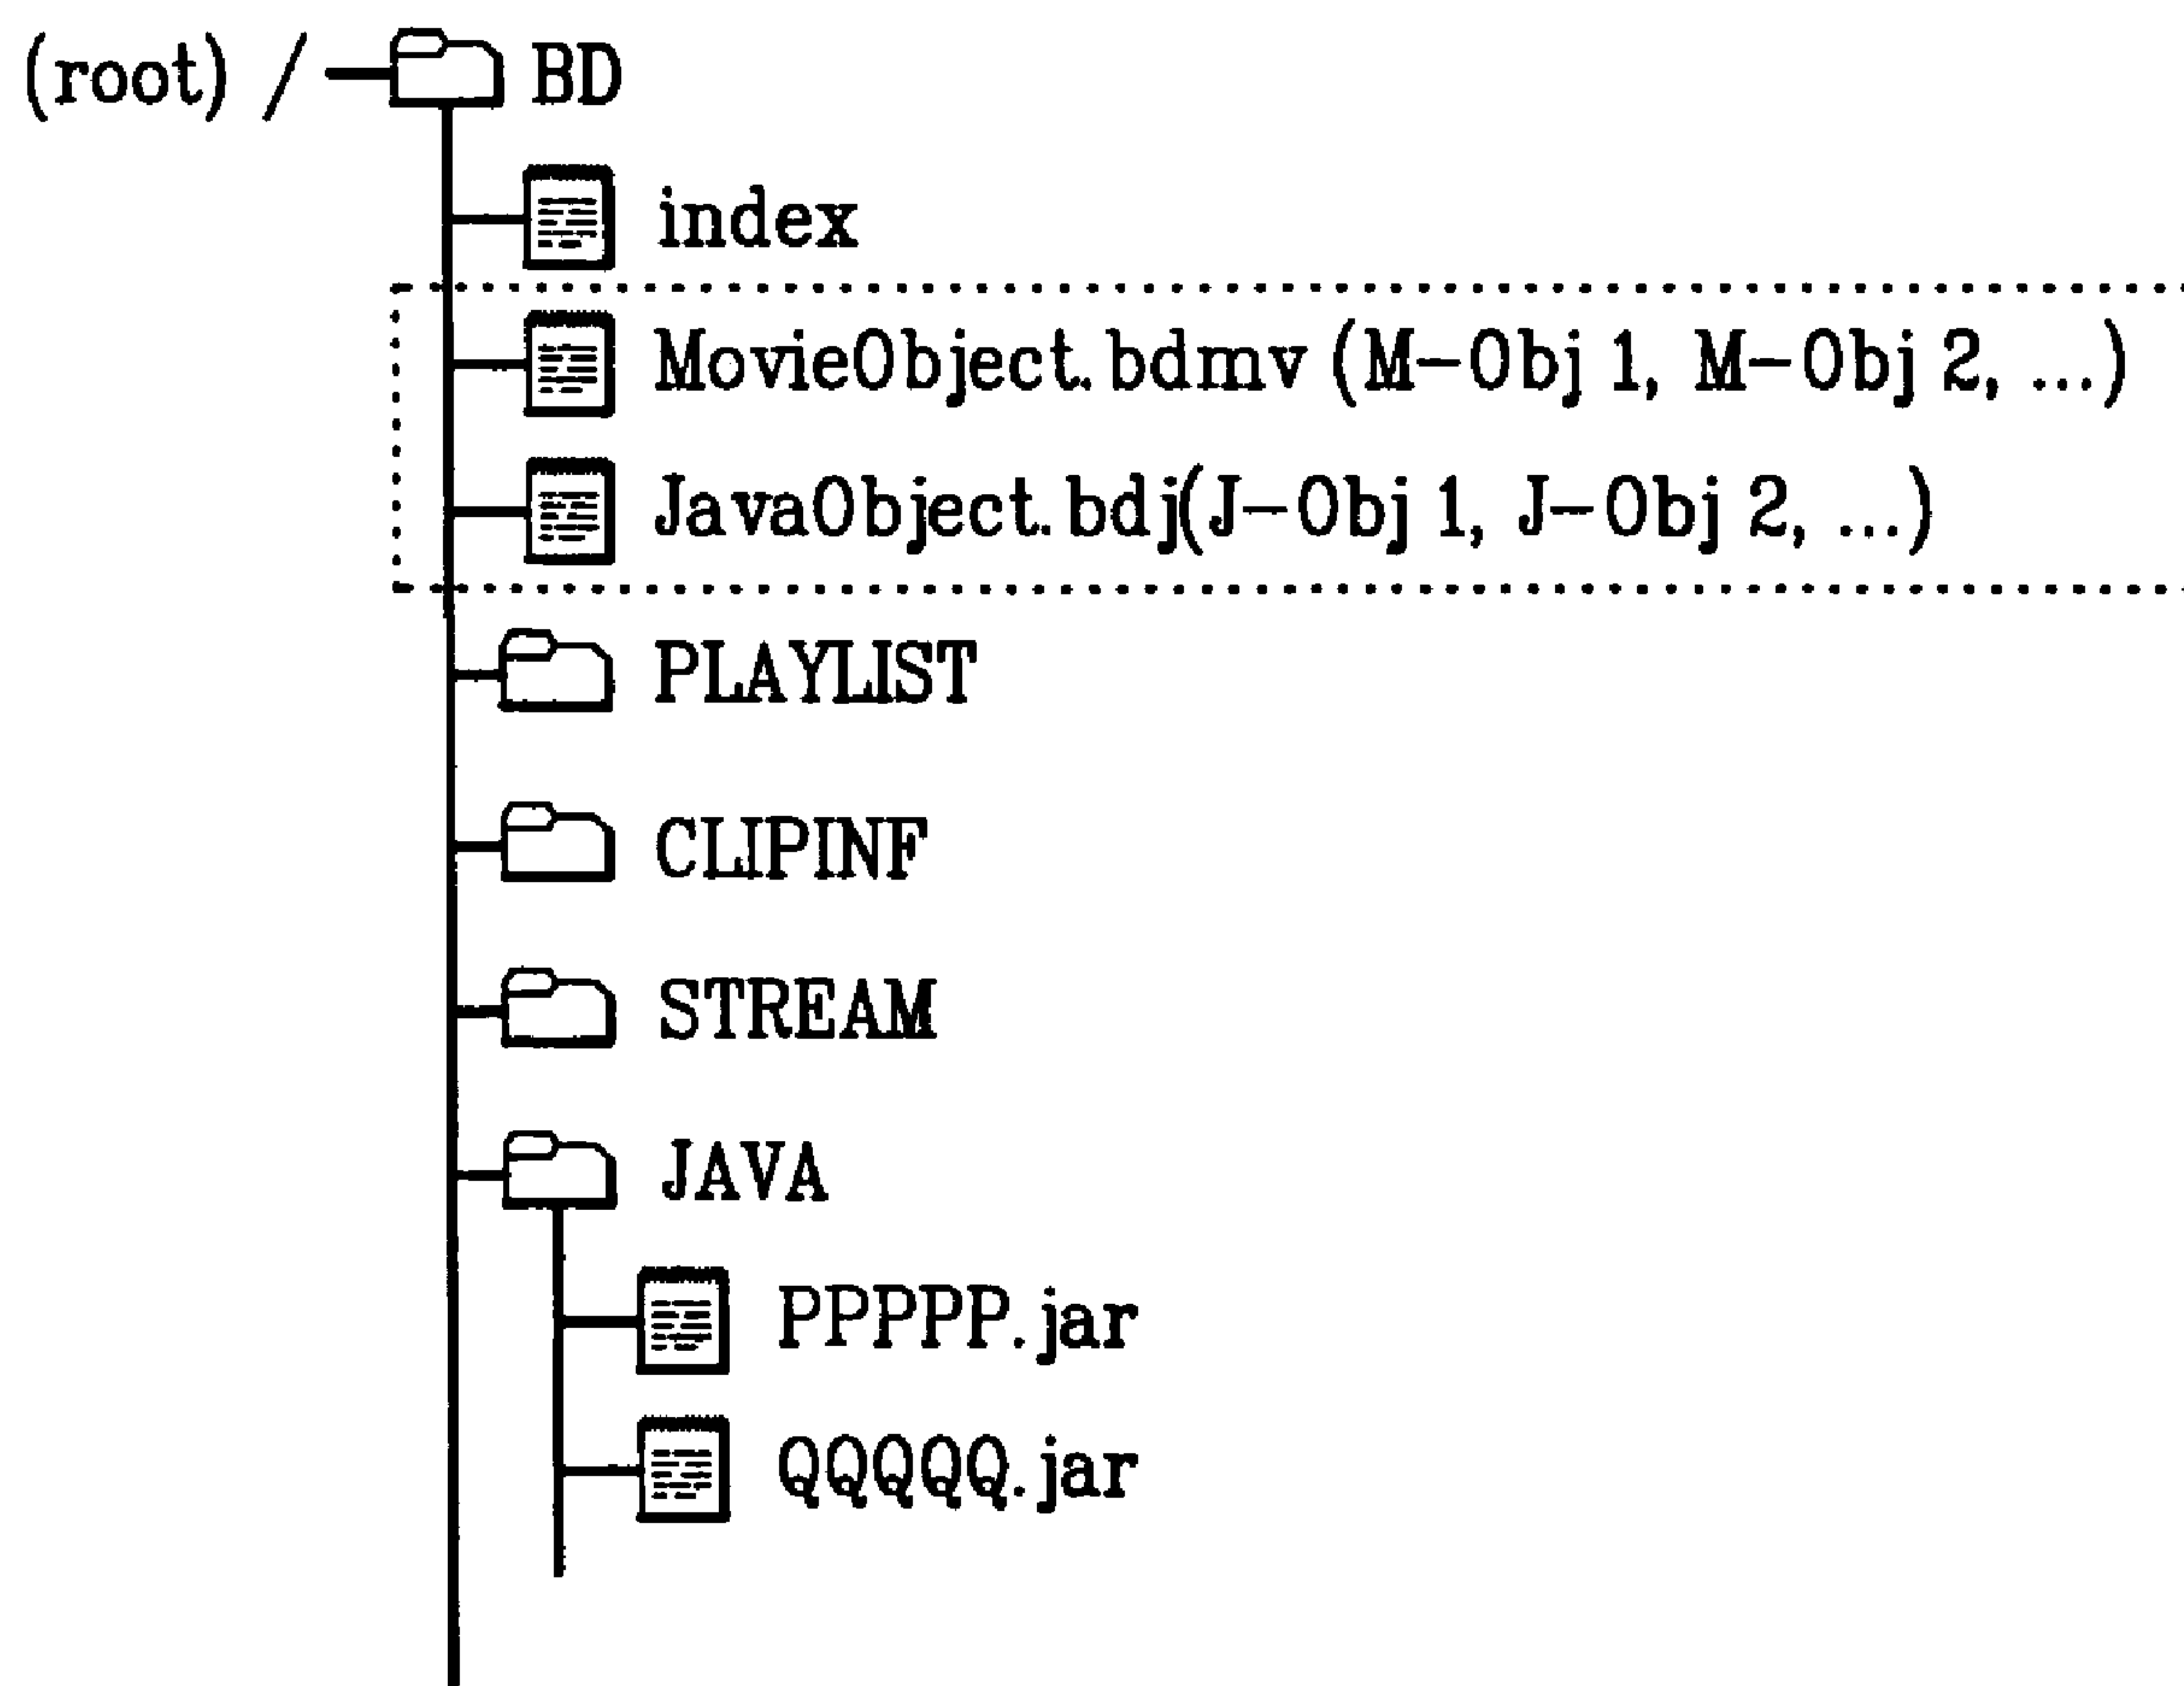 (root) / BD
index
MovieObject.bdmv (M-Obj 1, M-Obj 2, ...)
JavaObject.bdj(J-Obj 1, J-Obj 2, ...)
PLAYLIST
CLIPINF
STREAM
JAVA
PPPPP.jar
QQQQQ.jar